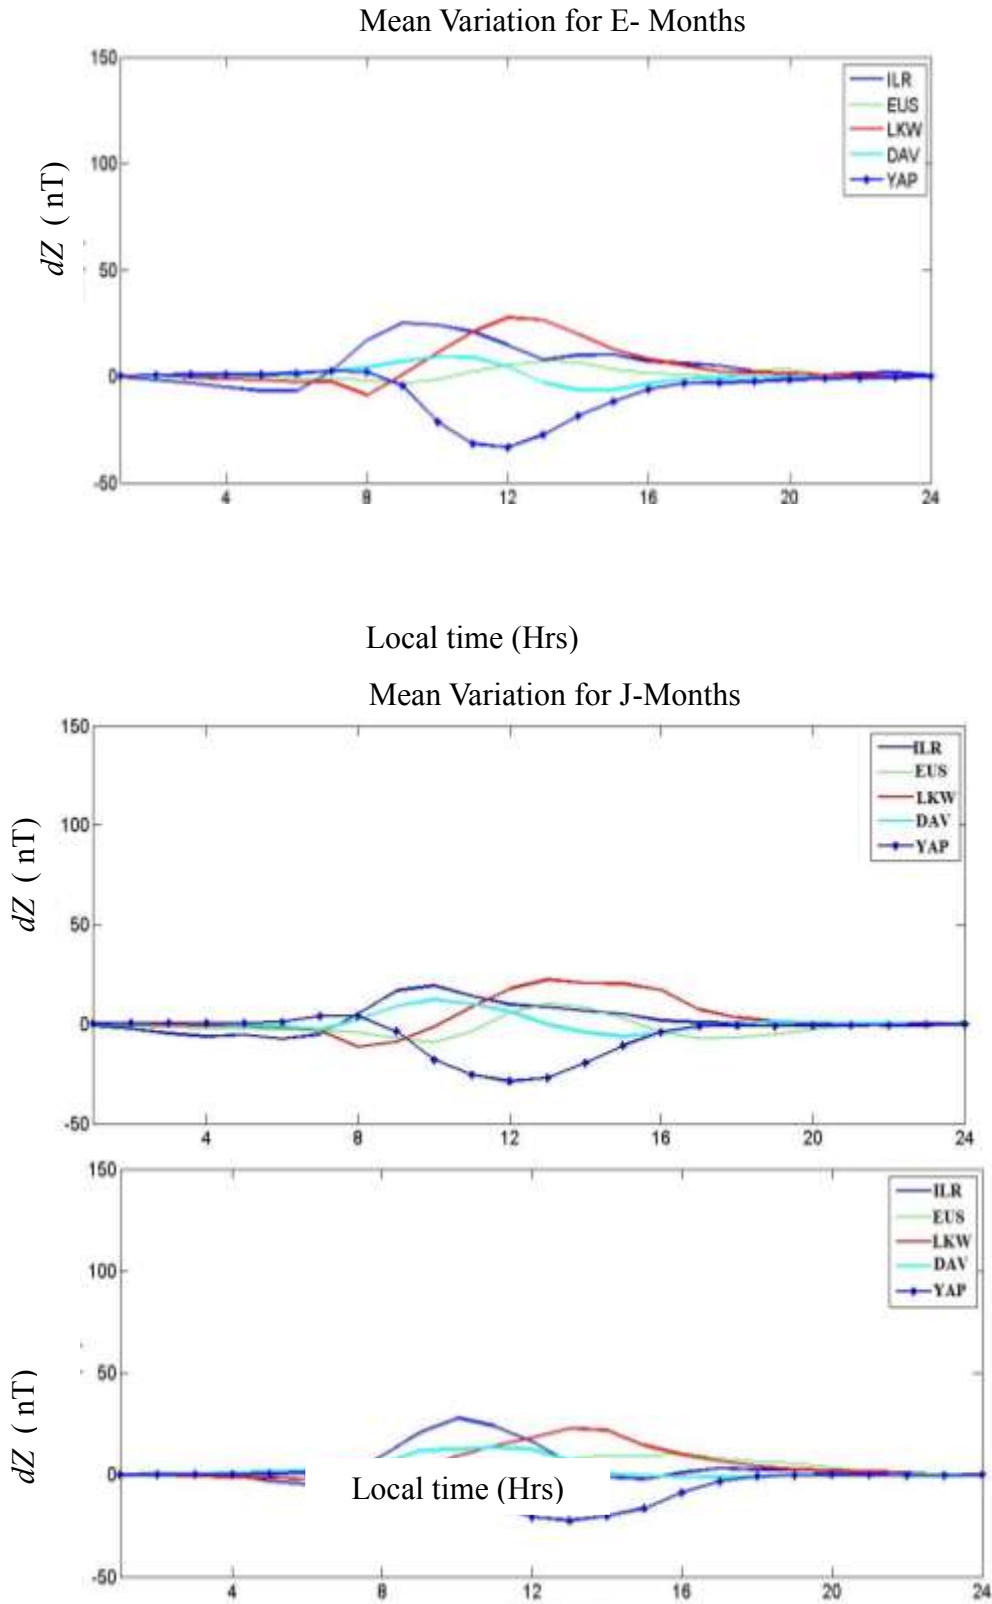 Mean Variation for E- Months
dZ ( nT)
150
100
50
0
-50
4
8
12
16
20
24
ILR
EUS
LKW
DAV
YAP
Local time (Hrs)
Mean Variation for J-Months
dZ ( nT)
150
100
50
0
-50
4
8
12
16
20
24
ILR
EUS
LKW
DAV
YAP
dZ ( nT)
150
100
50
0
-50
4
8
12
16
20
24
ILR
EUS
LKW
DAV
YAP
Local time (Hrs)